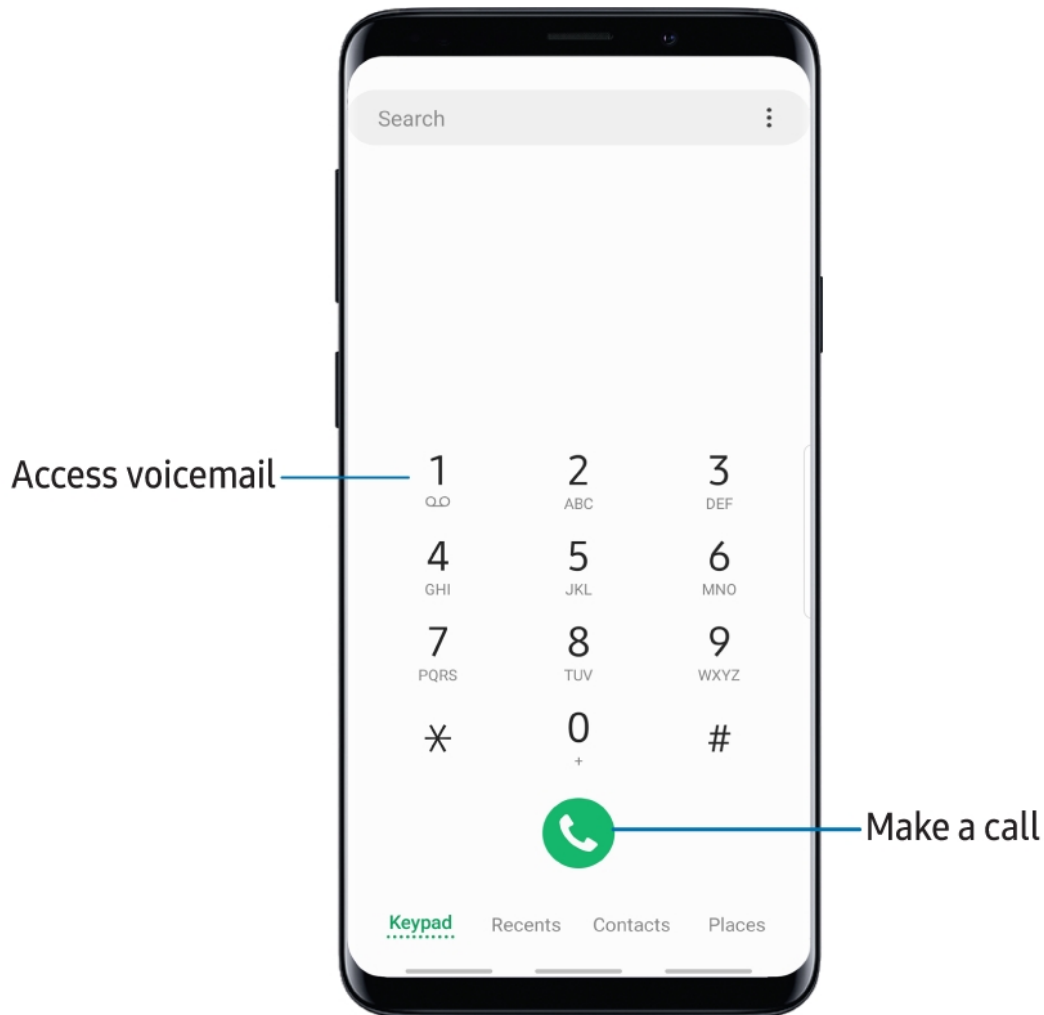 Search
Access voicemail
1 2 3
ABC DEF
4 5 6
GHI JKL MNO
7 8 9
PQRS TUV WXYZ
* 0 #
+
Make a call
Keypad Recents Contacts Places